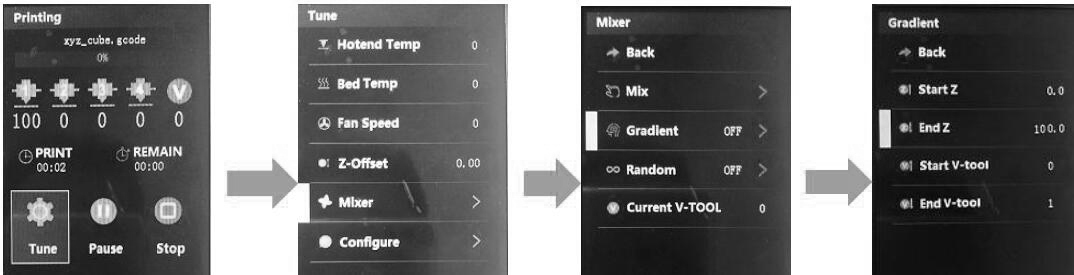 Printing
xyz_cube.gcode
0%
1 2 3 4 V
100 0 0 0 0
PRINT
00:02
REMAIN
00:00
Tune Pause Stop
Tune
Hotend Temp 0
Bed Temp 0
Fan Speed 0
Z-Offset 0.00
Mixer >
Configure >
Mixer
Back
Mix >
Gradient OFF >
Random OFF >
V Current V-TOOL 0
Gradient
Back
Start Z 0.0
End Z 100.0
Start V-tool 0
End V-tool 1